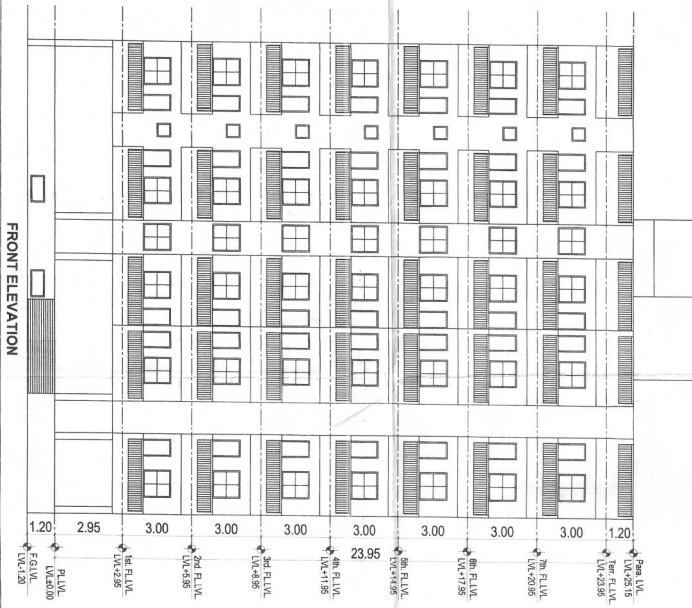 FRONT ELEVATION
1.20
2.95
3.00
3.00
3.00
3.00
3.00
3.00
3.00
1.20
23.95
F.G.LVL.
LVL-1.20
PL.LVL.
LVL±0.00
1st. FL.LVL.
LVL+2.95
2nd. FL.LVL.
LVL+5.95
3rd. FL.LVL.
LVL+8.95
4th. FL.LVL.
LVL+11.95
5th. FL.LVL.
LVL+14.95
6th. FL.LVL.
LVL+17.95
7th. FL.LVL.
LVL+20.95
Terr. FL.LVL.
LVL+23.95
Para. LVL.
LVL+25.15